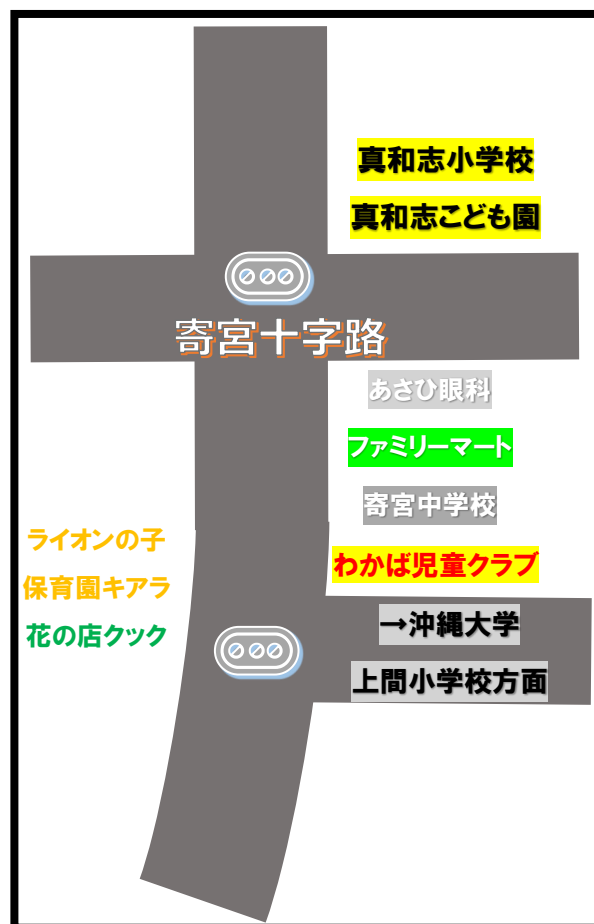 真和志小学校
真和志こども園
寄宮十字路
あさひ眼科
ファミリーマート
寄宮中学校
ライオンの子
保育園キアラ
わかば児童クラブ
花の店クック
→沖縄大学
上間小学校方面